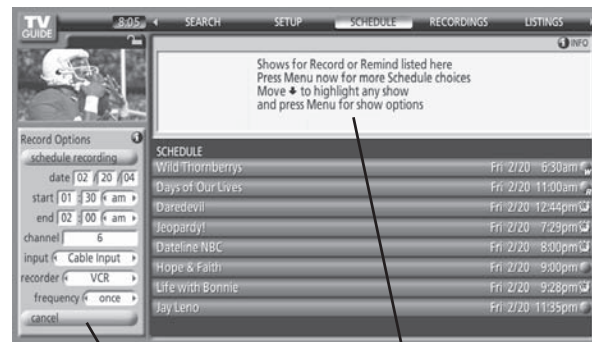 TV GUIDE 8:05 SEARCH SETUP SCHEDULE RECORDINGS LISTINGS
INFO
Shows for Record or Remind listed here
Press Menu now for more Schedule choices
Move to highlight any show
and press Menu for show options
Record Options
schedule recording
date 02 / 20 / 04
start 01 : 30 am
end 02 : 00 am
channel 6
input Cable Input
recorder VCR
frequency once
cancel
SCHEDULE
Wild Thornberrys Fri 2/20 6:30am W
Days of Our Lives Fri 2/20 11:00am R
Daredevil Fri 2/20 12:44pm
Jeopardy! Fri 2/20 7:29pm
Dateline NBC Fri 2/20 8:00pm
Hope & Faith Fri 2/20 9:00pm
Life with Bonnie Fri 2/20 9:28pm
Jay Leno Fri 2/20 11:35pm